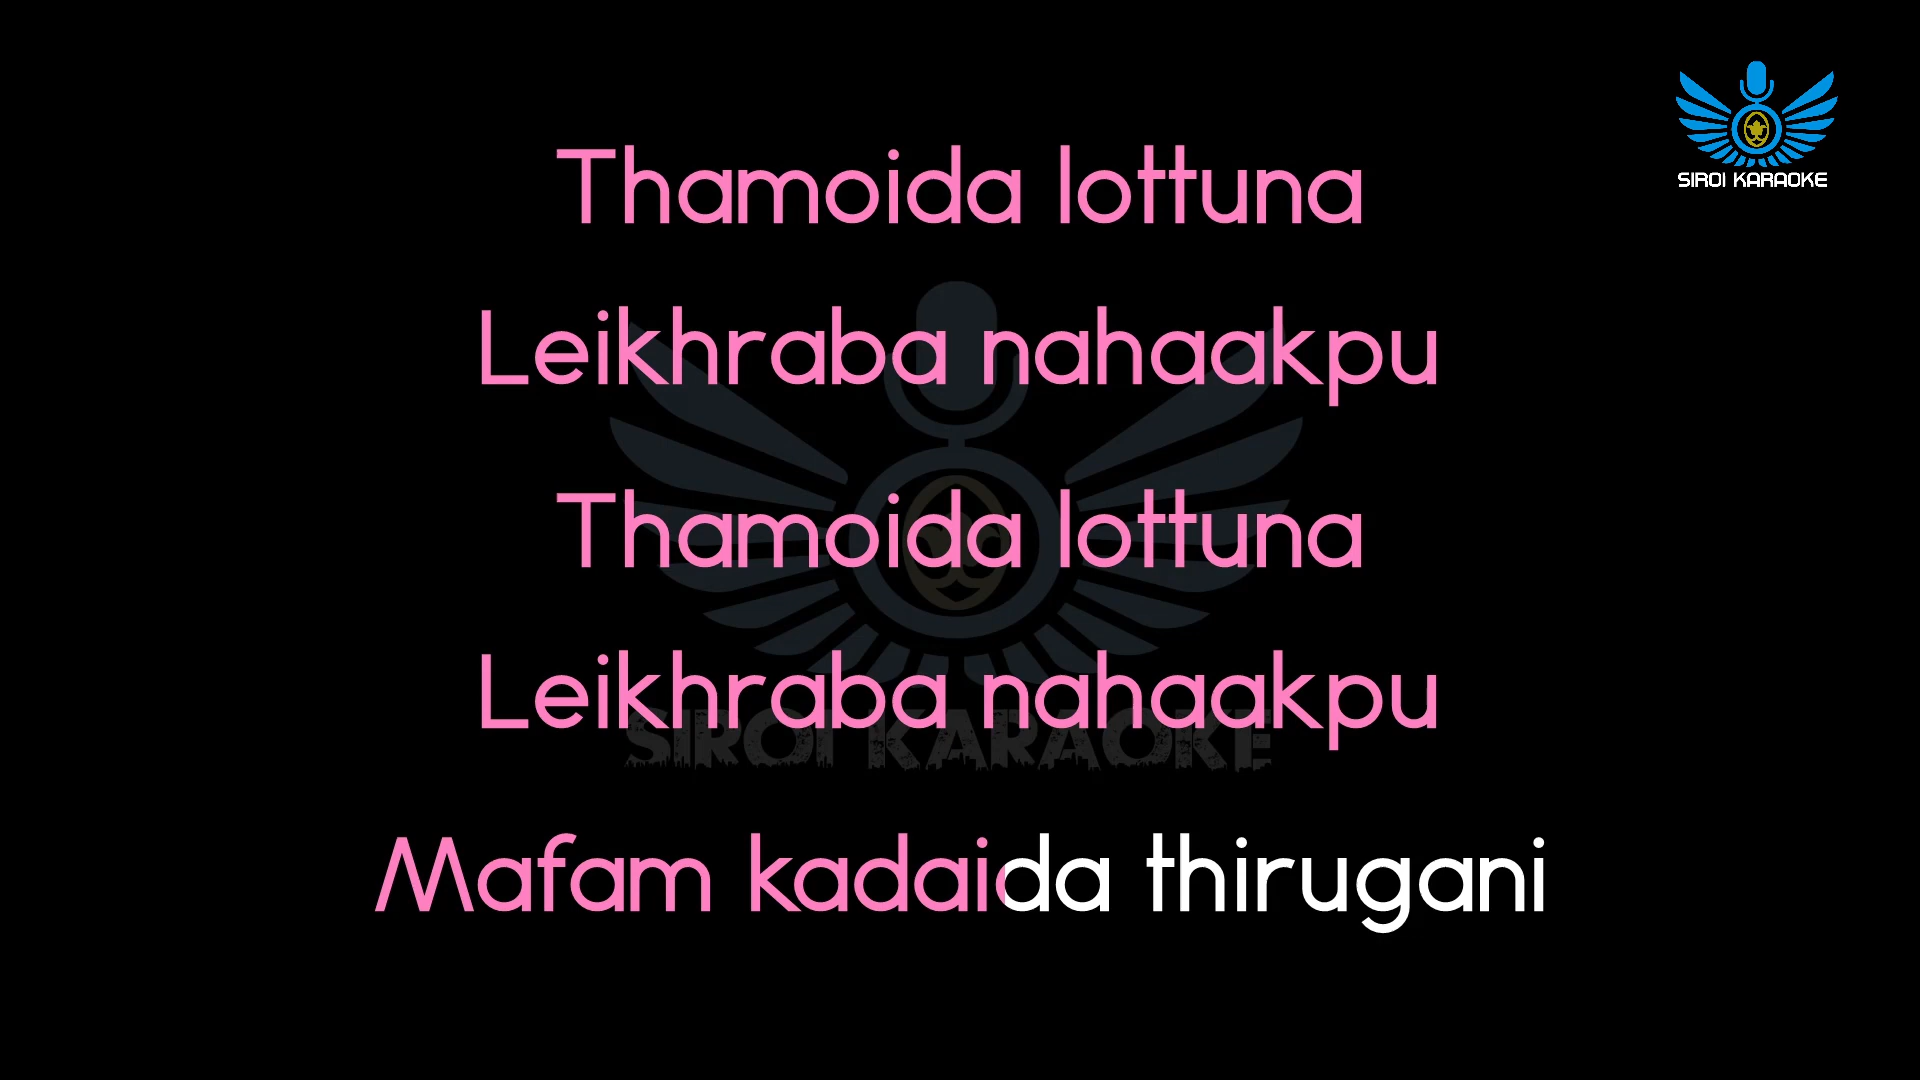 SIROI KARAOKE
Thamoida lottuna
Leikhraba nahaakpu
Thamoida lottuna
Leikhraba nahaakpu
SIROI KARAOKE
Mafam kadaida thirugani